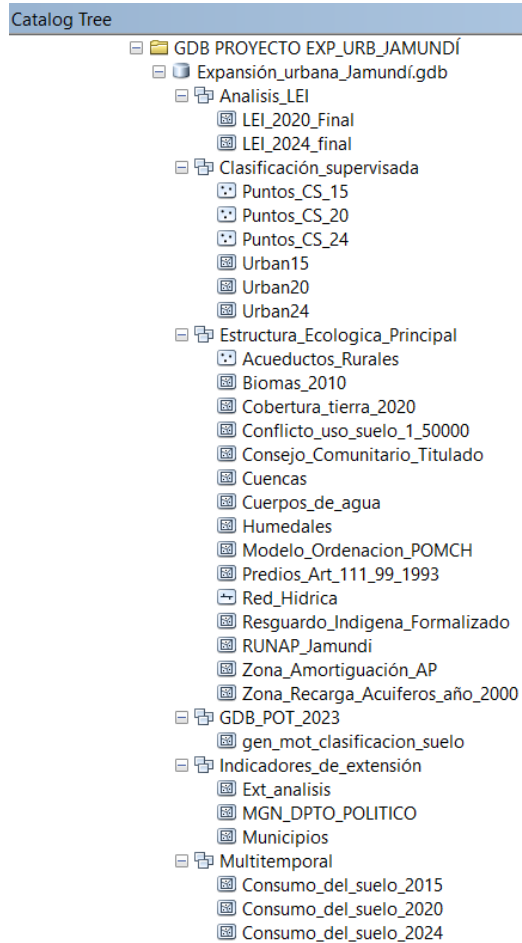 Catalog Tree
GDB PROYECTO EXP_URB_JAMUNDÍ
Expansión_urbana_Jamundí.gdb
Analisis_LEI
LEI_2020_Final
LEI_2024_final
Clasificación_supervisada
Puntos_CS_15
Puntos_CS_20
Puntos_CS_24
Urban15
Urban20
Urban24
Estructura_Ecologica_Principal
Acueductos_Rurales
Biomas_2010
Cobertura_tierra_2020
Conflicto_uso_suelo_1_50000
Consejo_Comunitario_Titulado
Cuencas
Cuerpos_de_agua
Humedales
Modelo_Ordenacion_POMCH
Predios_Art_111_99_1993
Red_Hidrica
Resguardo_Indigena_Formalizado
RUNAP_Jamundi
Zona_Amortiguación_AP
Zona_Recarga_Acuiferos_año_2000
GDB_POT_2023
gen_mot_clasificacion_suelo
Indicadores_de_extensión
Ext_analisis
MGN_DPTO_POLITICO
Municipios
Multitemporal
Consumo_del_suelo_2015
Consumo_del_suelo_2020
Consumo_del_suelo_2024